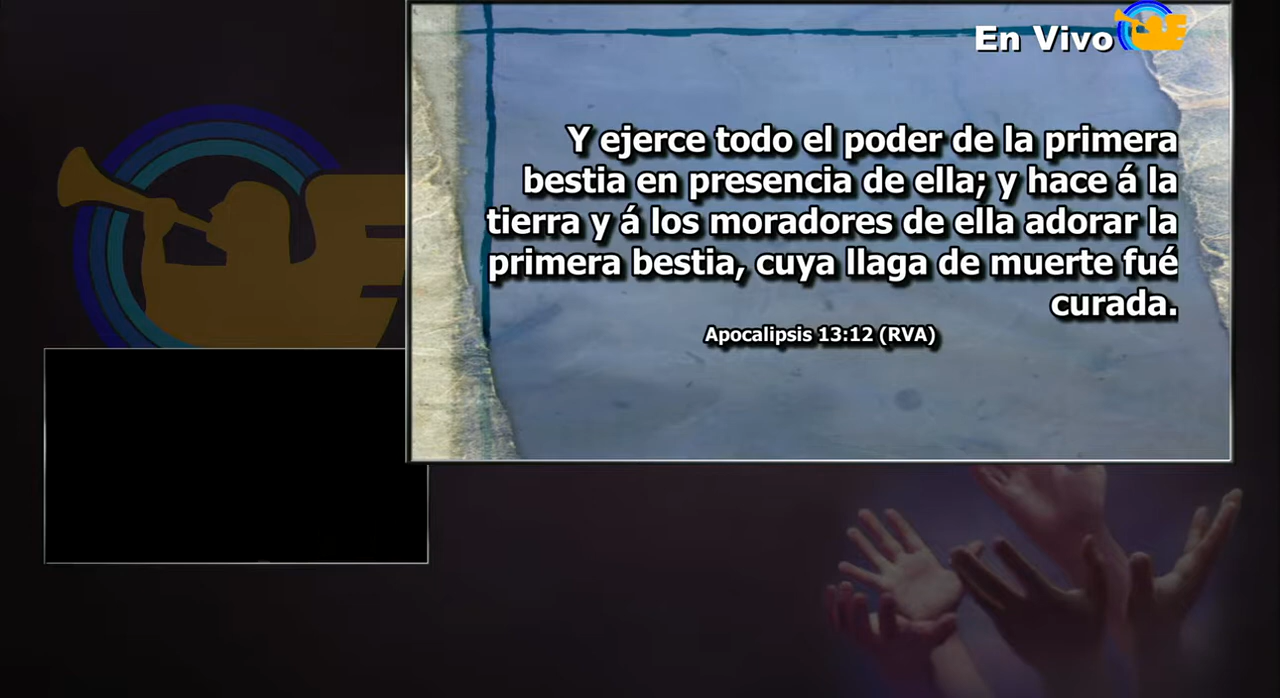 En Vivo
Y ejerce todo el poder de la primera
bestia en presencia de ella; y hace á la
tierra y á los moradores de ella adorar la
primera bestia, cuya llaga de muerte fué
curada.
Apocalipsis 13:12 (RVA)